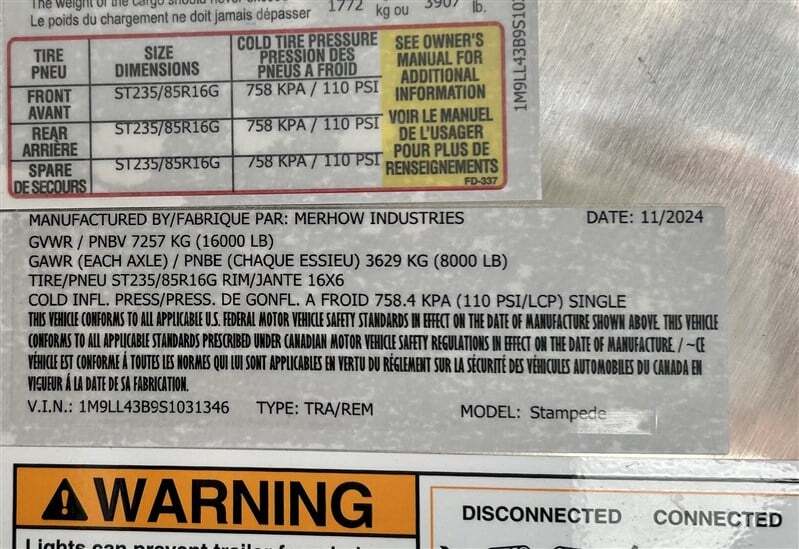 The weight of the cargo should never exceed
Le poids du chargement ne doit jamais dépasser 1772 kg ou 3907 lb.
TIRE PNEU
SIZE DIMENSIONS
COLD TIRE PRESSURE
PRESSION DES
PNEUS A FROID
SEE OWNER'S
MANUAL FOR
ADDITIONAL
INFORMATION
VOIR LE MANUEL
DE L'USAGER
POUR PLUS DE
RENSEIGNEMENTS
FD-337
FRONT AVANT ST235/85R16G 758 KPA / 110 PSI
REAR ARRIÈRE ST235/85R16G 758 KPA / 110 PSI
SPARE DE SECOURS ST235/85R16G 758 KPA / 110 PSI
1M9LL43B9S103
MANUFACTURED BY/FABRIQUE PAR: MERHOW INDUSTRIES DATE: 11/2024
GVWR / PNBV 7257 KG (16000 LB)
GAWR (EACH AXLE) / PNBE (CHAQUE ESSIEU) 3629 KG (8000 LB)
TIRE/PNEU ST235/85R16G RIM/JANTE 16X6
COLD INFL. PRESS/PRESS. DE GONFL. A FROID 758.4 KPA (110 PSI/LCP) SINGLE
THIS VEHICLE CONFORMS TO ALL APPLICABLE U.S. FEDERAL MOTOR VEHICLE SAFETY STANDARDS IN EFFECT ON THE DATE OF MANUFACTURE SHOWN ABOVE. THIS VEHICLE
CONFORMS TO ALL APPLICABLE STANDARDS PRESCRIBED UNDER CANADIAN MOTOR VEHICLE SAFETY REGULATIONS IN EFFECT ON THE DATE OF MANUFACTURE. / ~CE
VÉHICLE EST CONFORME Á TOUTES LES NORMES QUI LUI SONT APPLICABLES EN VERTU DU RÉGLEMENT SUR LA SÉCURITÉ DES VÉHICULES AUTOMOBILES DU CANADA EN
VIGUEUR Á LA DATE DE SA FABRICATION.
V.I.N.: 1M9LL43B9S1031346 TYPE: TRA/REM MODEL: Stampede
WARNING
Lights can prevent trailer
DISCONNECTED CONNECTED